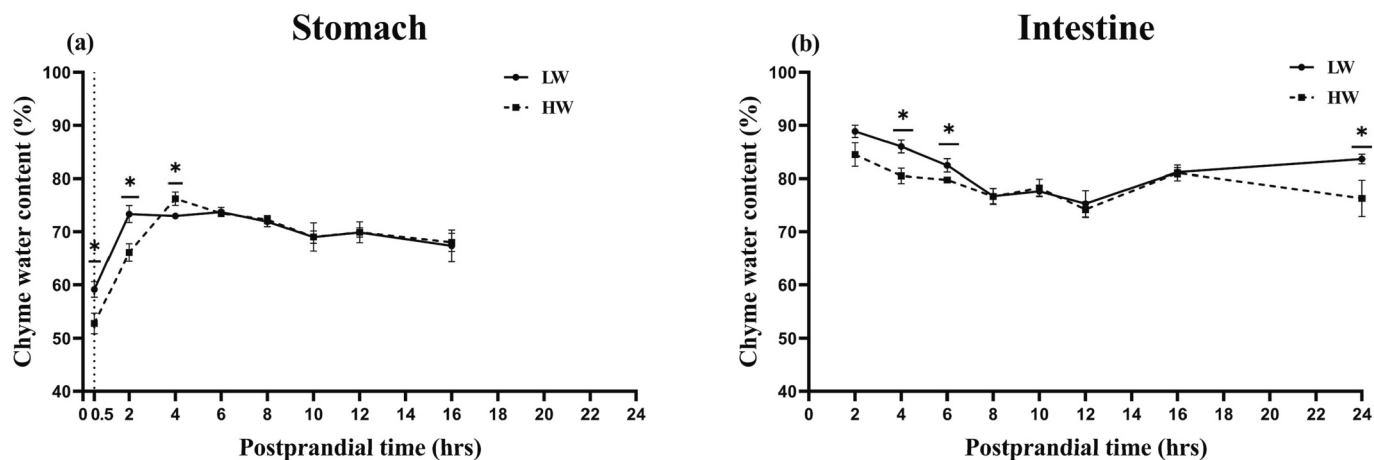 (a)
Stomach
Chyme water content (%)
100
90
80
70
60
50
40
LW
HW
*
*
*
0 0.5 2 4 6 8 10 12 14 16 18 20 22 24
Postprandial time (hrs)
(b)
Intestine
Chyme water content (%)
100
90
80
70
60
50
40
LW
HW
*
*
*
0 2 4 6 8 10 12 14 16 18 20 22 24
Postprandial time (hrs)